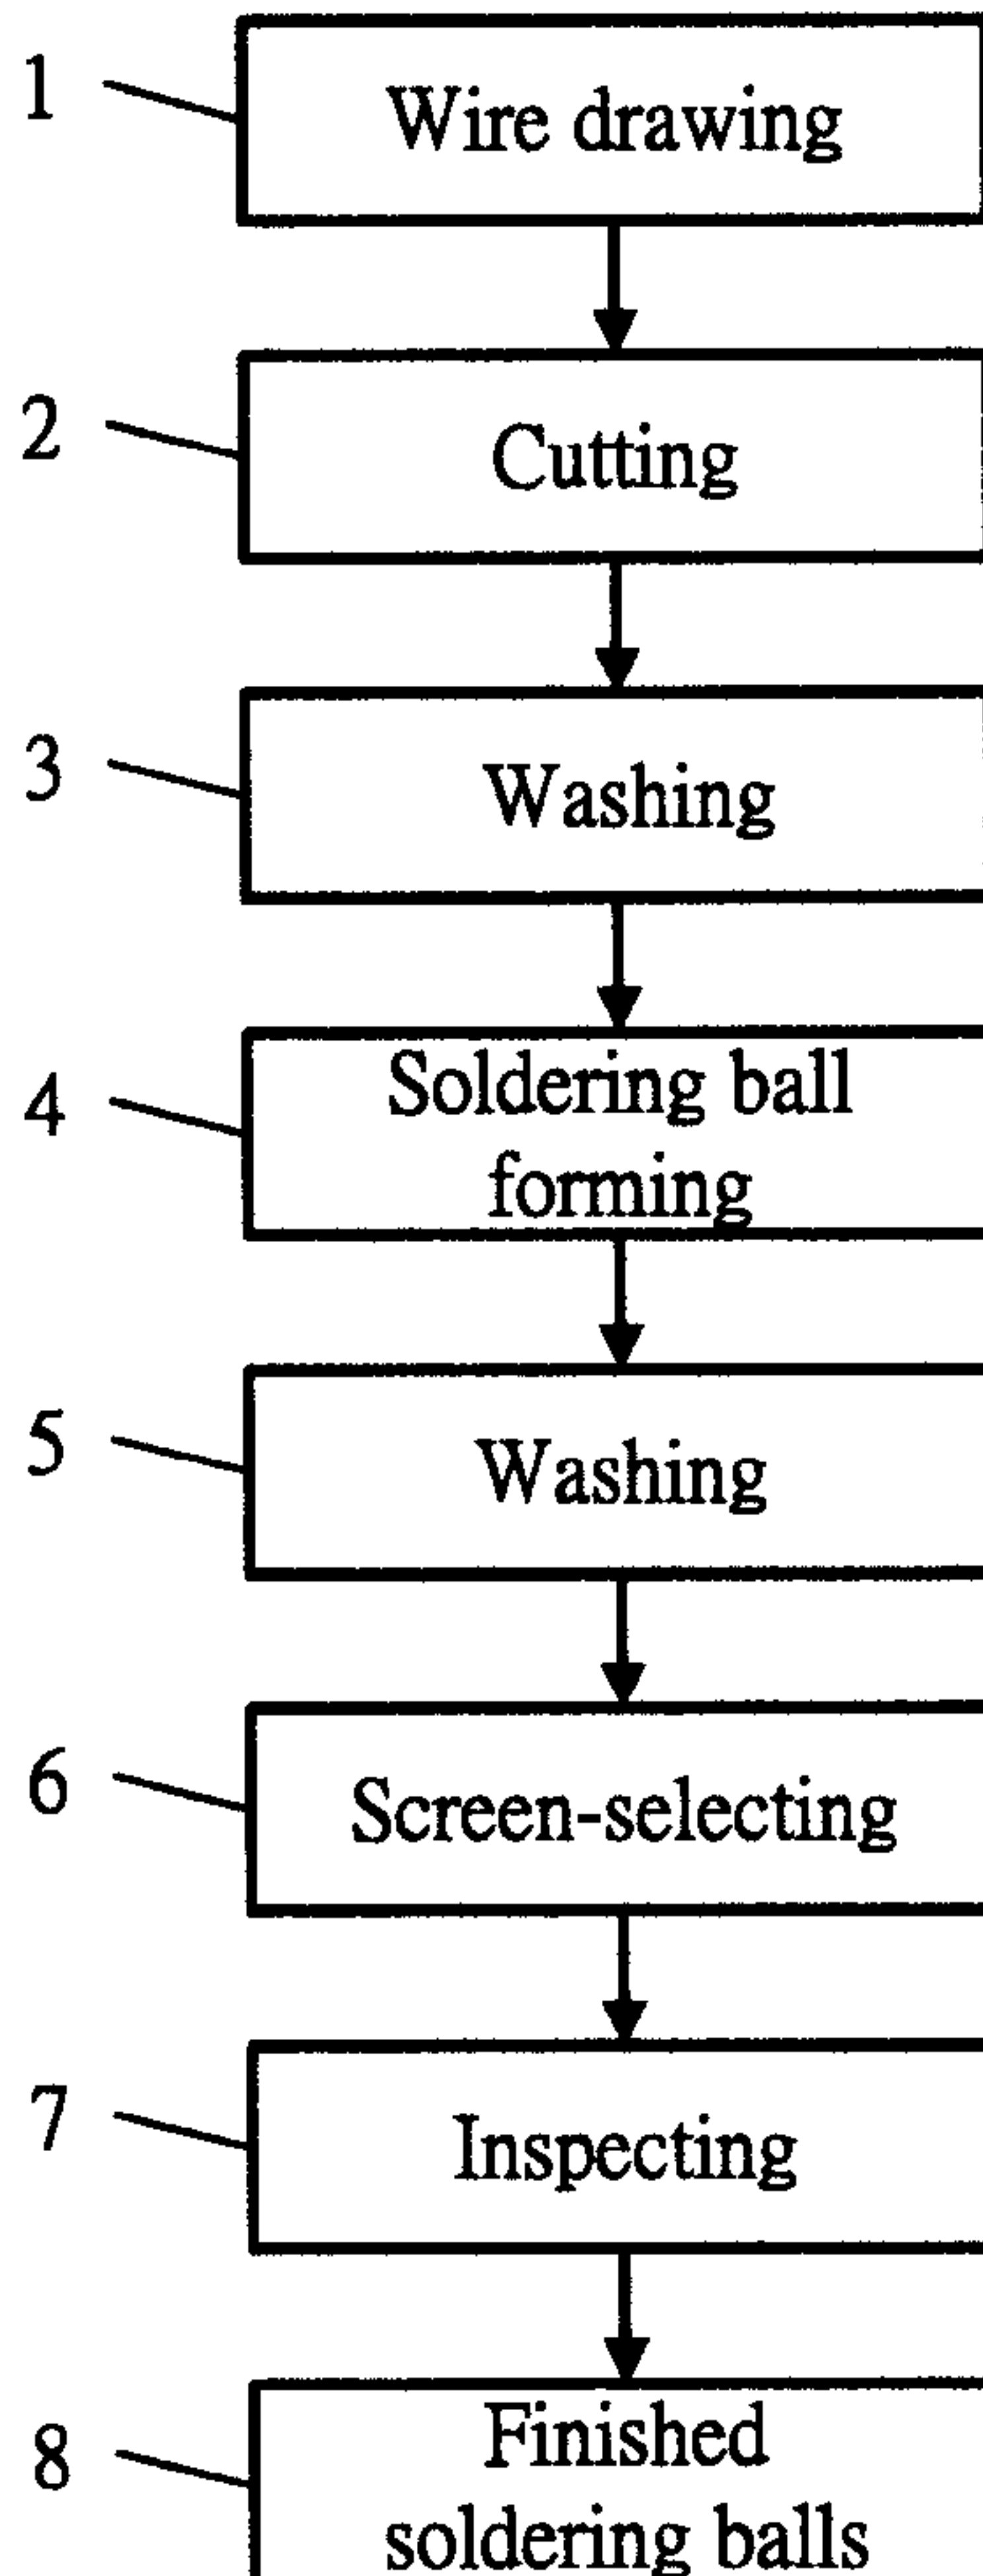 1 Wire drawing
2 Cutting
3 Washing
4 Soldering ball
forming
5 Washing
6 Screen-selecting
7 Inspecting
8 Finished
soldering balls